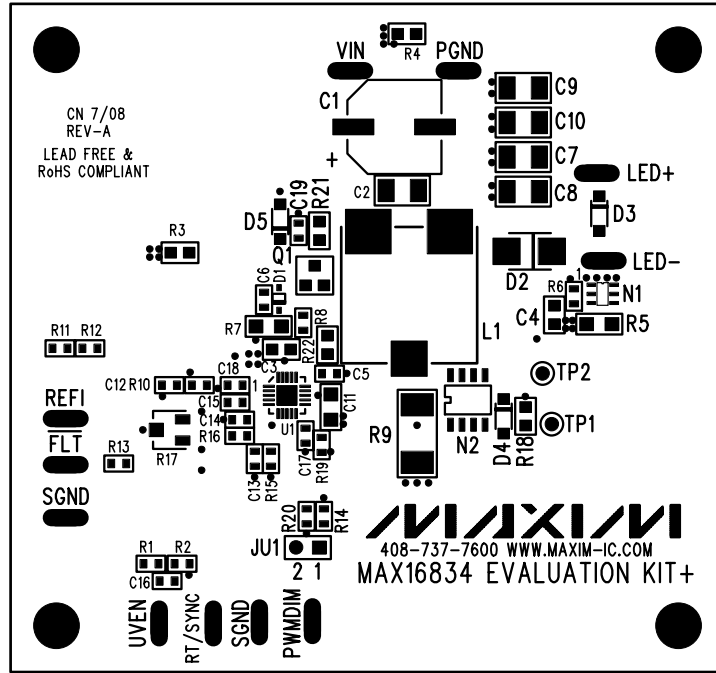 R4
VIN PGND
C1
+
C9
C10
C7
C8
CN 7/08
REV-A
LEAD FREE &
RoHS COMPLIANT
C2
LED+
D3
C19
R21
D5
Q1
R3
D2
LED-
C6
D1
R6
1
N1
C4
R5
R7
R8
R22
L1
R11 R12
C3
C5
TP2
C12 R10
C18
1
C15
C14
R16
U1
C11
R9
N2
D4
R18
TP1
REFI
FLT
R17
R13
C17
R19
C13
R15
SGND
R20
R14
MAXIM
JU1
2 1
408-737-7600 WWW.MAXIM-IC.COM
MAX16834 EVALUATION KIT+
R1 R2
C16
UVEN
RT/SYNC
SGND
PWMDIM